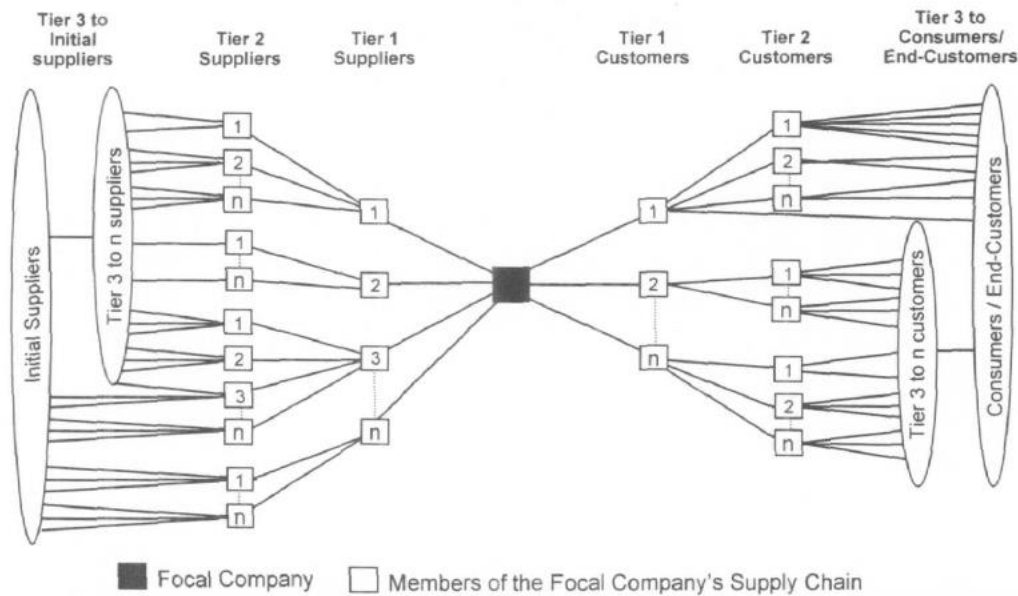 Tier 3 to
Initial
suppliers
Tier 2
Suppliers
Tier 1
Suppliers
Tier 1
Customers
Tier 2
Customers
Tier 3 to
Consumers/
End-Customers
Initial Suppliers
Tier 3 to n suppliers
1
2
n
1
n
1
2
3
n
1
n
1
2
3
n
1
2
n
1
2
n
1
n
1
2
n
Tier 3 to n customers
Consumers / End-Customers
Focal Company
Members of the Focal Company's Supply Chain